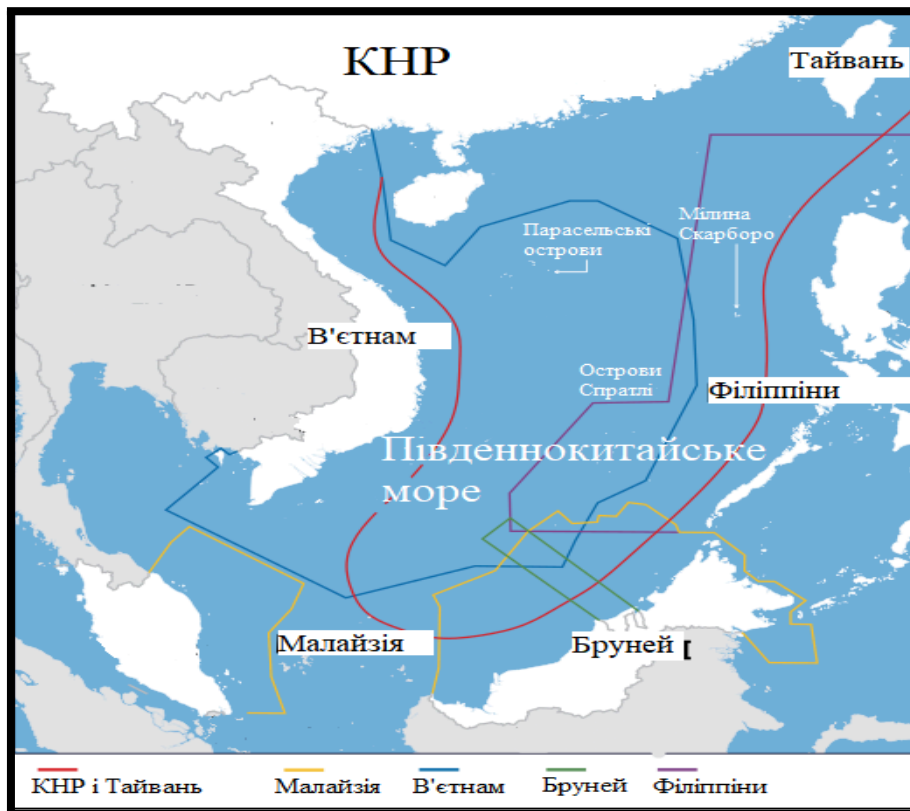 КНР
Тайвань
Мілина
Скарборо
Парасельські
острови
В'єтнам
Острови
Спратлі
Філіппіни
Південнокитайське
море
Малайзія
Бруней [
КНР і Тайвань
Малайзія
В'єтнам
Бруней
Філіппіни